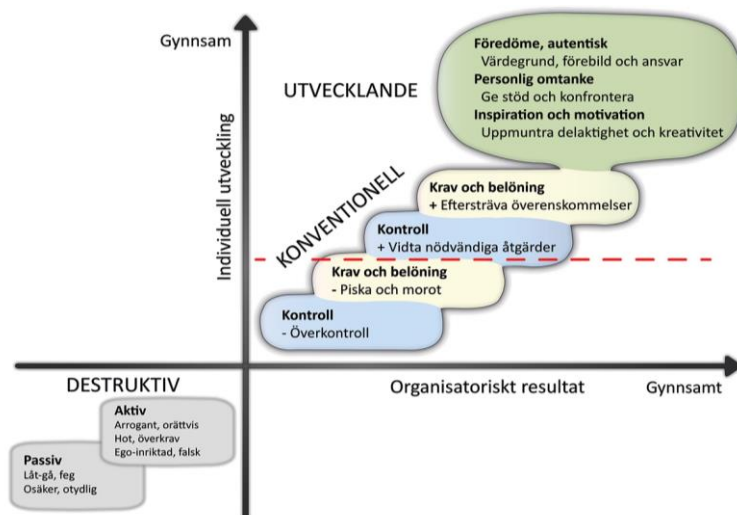 Gynnsam
Individuell utveckling
UTVECKLANDE
Föredöme, autentisk
Värdegrund, förebild och ansvar
Personlig omtanke
Ge stöd och konfrontera
Inspiration och motivation
Uppmuntra delaktighet och kreativitet
KONVENTIONELL
Krav och belöning
+ Eftersträva överenskommelser
Kontroll
+ Vidta nödvändiga åtgärder
Krav och belöning
- Piska och morot
Kontroll
- Överkontroll
DESTRUKTIV
Organisatoriskt resultat
Gynnsamt
Aktiv
Arrogant, orättvis
Hot, överkrav
Ego-inriktad, falsk
Passiv
Låt-gå, feg
Osäker, otydlig